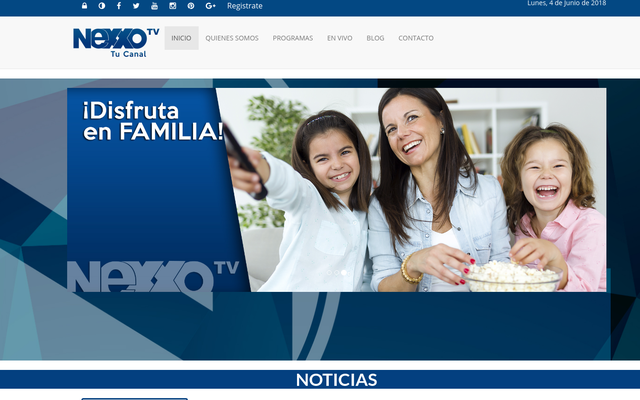 Registrate
Lunes, 4 de Junio de 2018
Nexxo TV
Tu Canal
INICIO
QUIENES SOMOS
PROGRAMAS
EN VIVO
BLOG
CONTACTO
¡Disfruta
en FAMILIA!
Nexxo TV
NOTICIAS